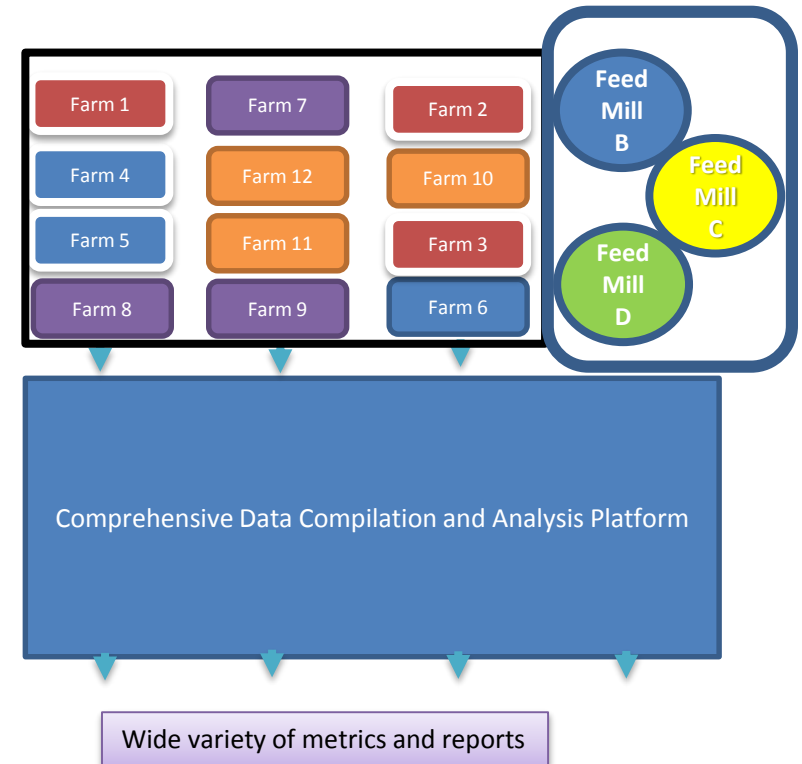 Farm 1
Farm 7
Farm 2
Farm 4
Farm 12
Farm 10
Farm 5
Farm 11
Farm 3
Farm 8
Farm 9
Farm 6
Feed
Mill
B
Feed
Mill
C
Feed
Mill
D
Comprehensive Data Compilation and Analysis Platform
Wide variety of metrics and reports